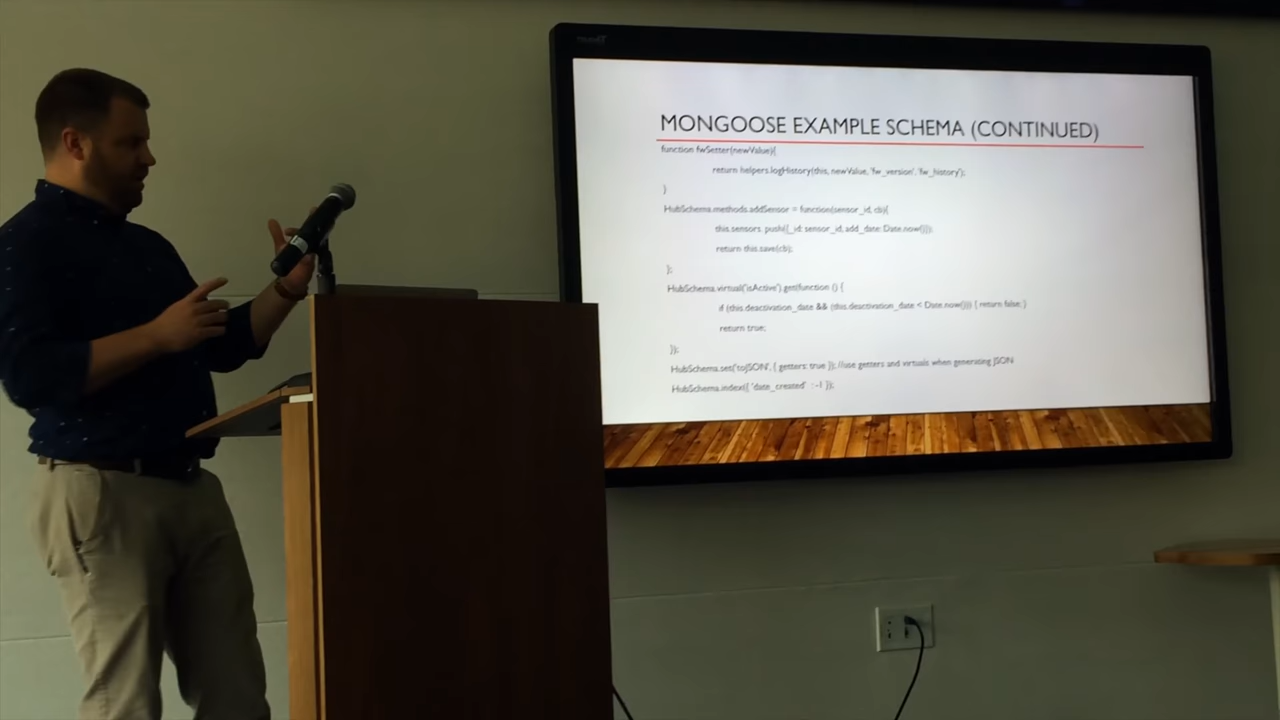 MONGOOSE EXAMPLE SCHEMA (CONTINUED)
function fwSetter(newValue){
return helpers.logHistory(this, newValue, 'fw_version', 'fw_history');
}
HubSchema.methods.addSensor = function(sensor_id, cb){
this.sensors. push({_id: sensor_id, add_date: Date.now()});
return this.save(cb);
};
HubSchema.virtual('isActive').get(function () {
if (this.deactivation_date && (this.deactivation_date < Date.now())) { return false; }
return true;
});
HubSchema.set('toJSON', { getters: true }); //use getters and virtuals when generating JSON
HubSchema.index({ 'date_created' : -1 });